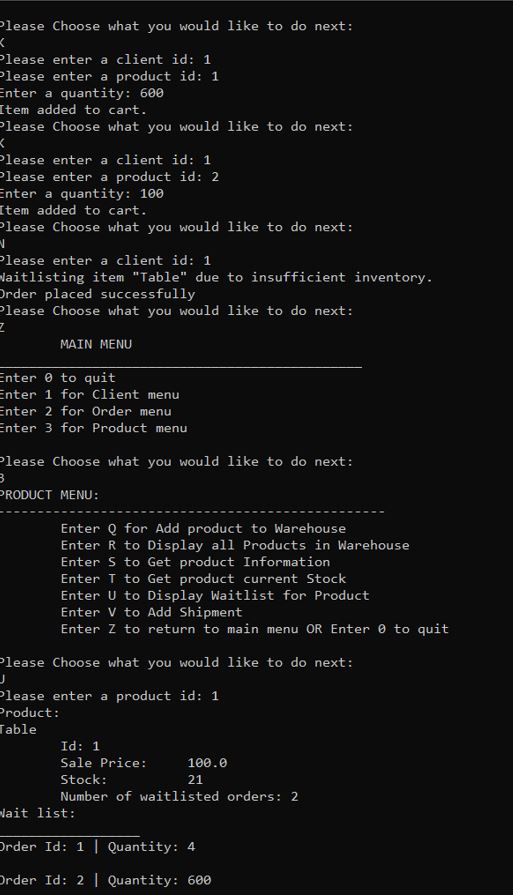 Please Choose what you would like to do next:
K
Please enter a client id: 1
Please enter a product id: 1
Enter a quantity: 600
Item added to cart.
Please Choose what you would like to do next:
K
Please enter a client id: 1
Please enter a product id: 2
Enter a quantity: 100
Item added to cart.
Please Choose what you would like to do next:
N
Please enter a client id: 1
Waitlisting item "Table" due to insufficient inventory.
Order placed successfully
Please Choose what you would like to do next:
Z
MAIN MENU
______________________________________________
Enter 0 to quit
Enter 1 for Client menu
Enter 2 for Order menu
Enter 3 for Product menu
Please Choose what you would like to do next:
3
PRODUCT MENU:
-------------------------------------------------
Enter Q for Add product to Warehouse
Enter R to Display all Products in Warehouse
Enter S to Get product Information
Enter T to Get product current Stock
Enter U to Display Waitlist for Product
Enter V to Add Shipment
Enter Z to return to main menu OR Enter 0 to quit
Please Choose what you would like to do next:
U
Please enter a product id: 1
Product:
Table
Id: 1
Sale Price: 100.0
Stock: 21
Number of waitlisted orders: 2
Wait list:
__________________
Order Id: 1 | Quantity: 4
Order Id: 2 | Quantity: 600